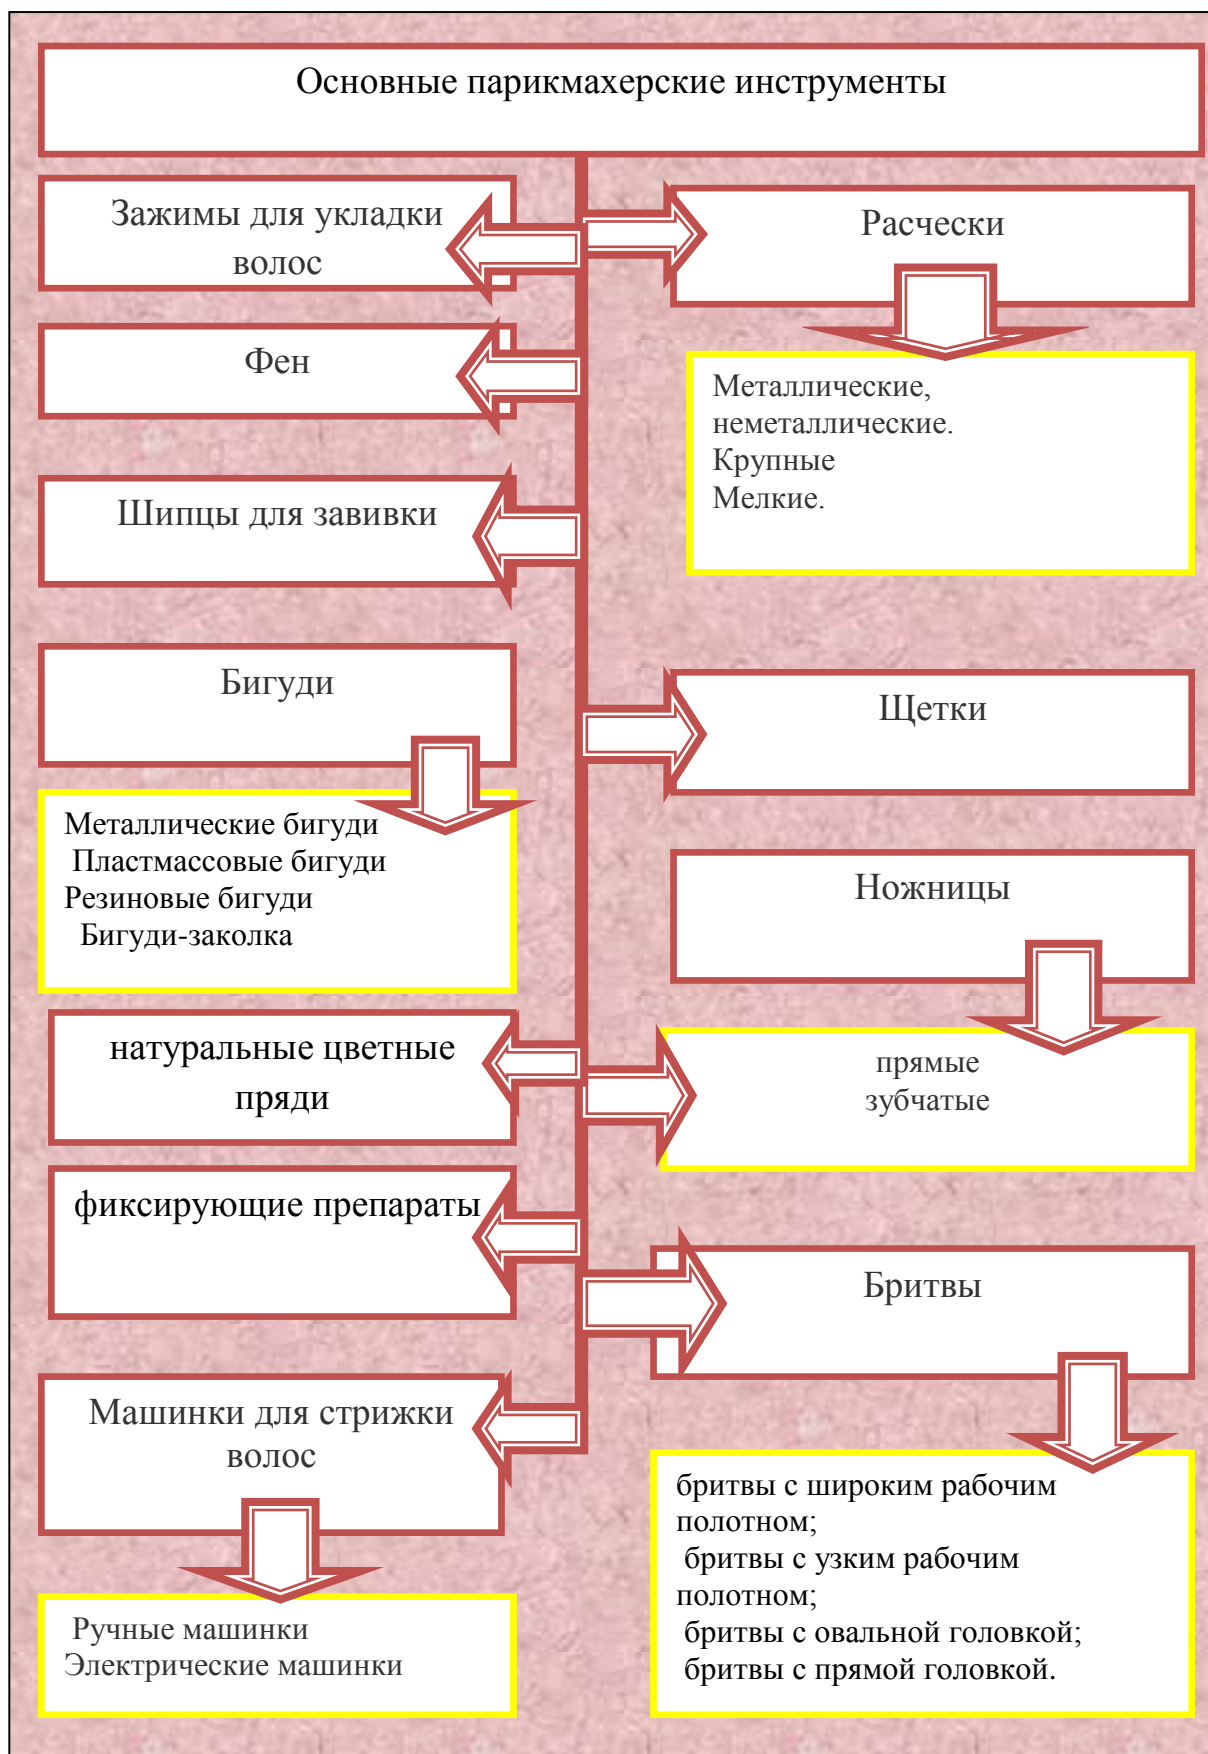 Основные парикмахерские инструменты
Зажимы для укладки
волос
Расчески
Фен
Металлические,
неметаллические.
Крупные
Мелкие.
Шипцы для завивки
Бигуди
Щетки
Металлические бигуди
Пластмассовые бигуди
Резиновые бигуди
Бигуди-заколка
Ножницы
натуральные цветные
пряди
прямые
зубчатые
фиксирующие препараты
Бритвы
Машинки для стрижки
волос
бритвы с широким рабочим
полотном;
бритвы с узким рабочим
полотном;
бритвы с овальной головкой;
бритвы с прямой головкой.
Ручные машинки
Электрические машинки